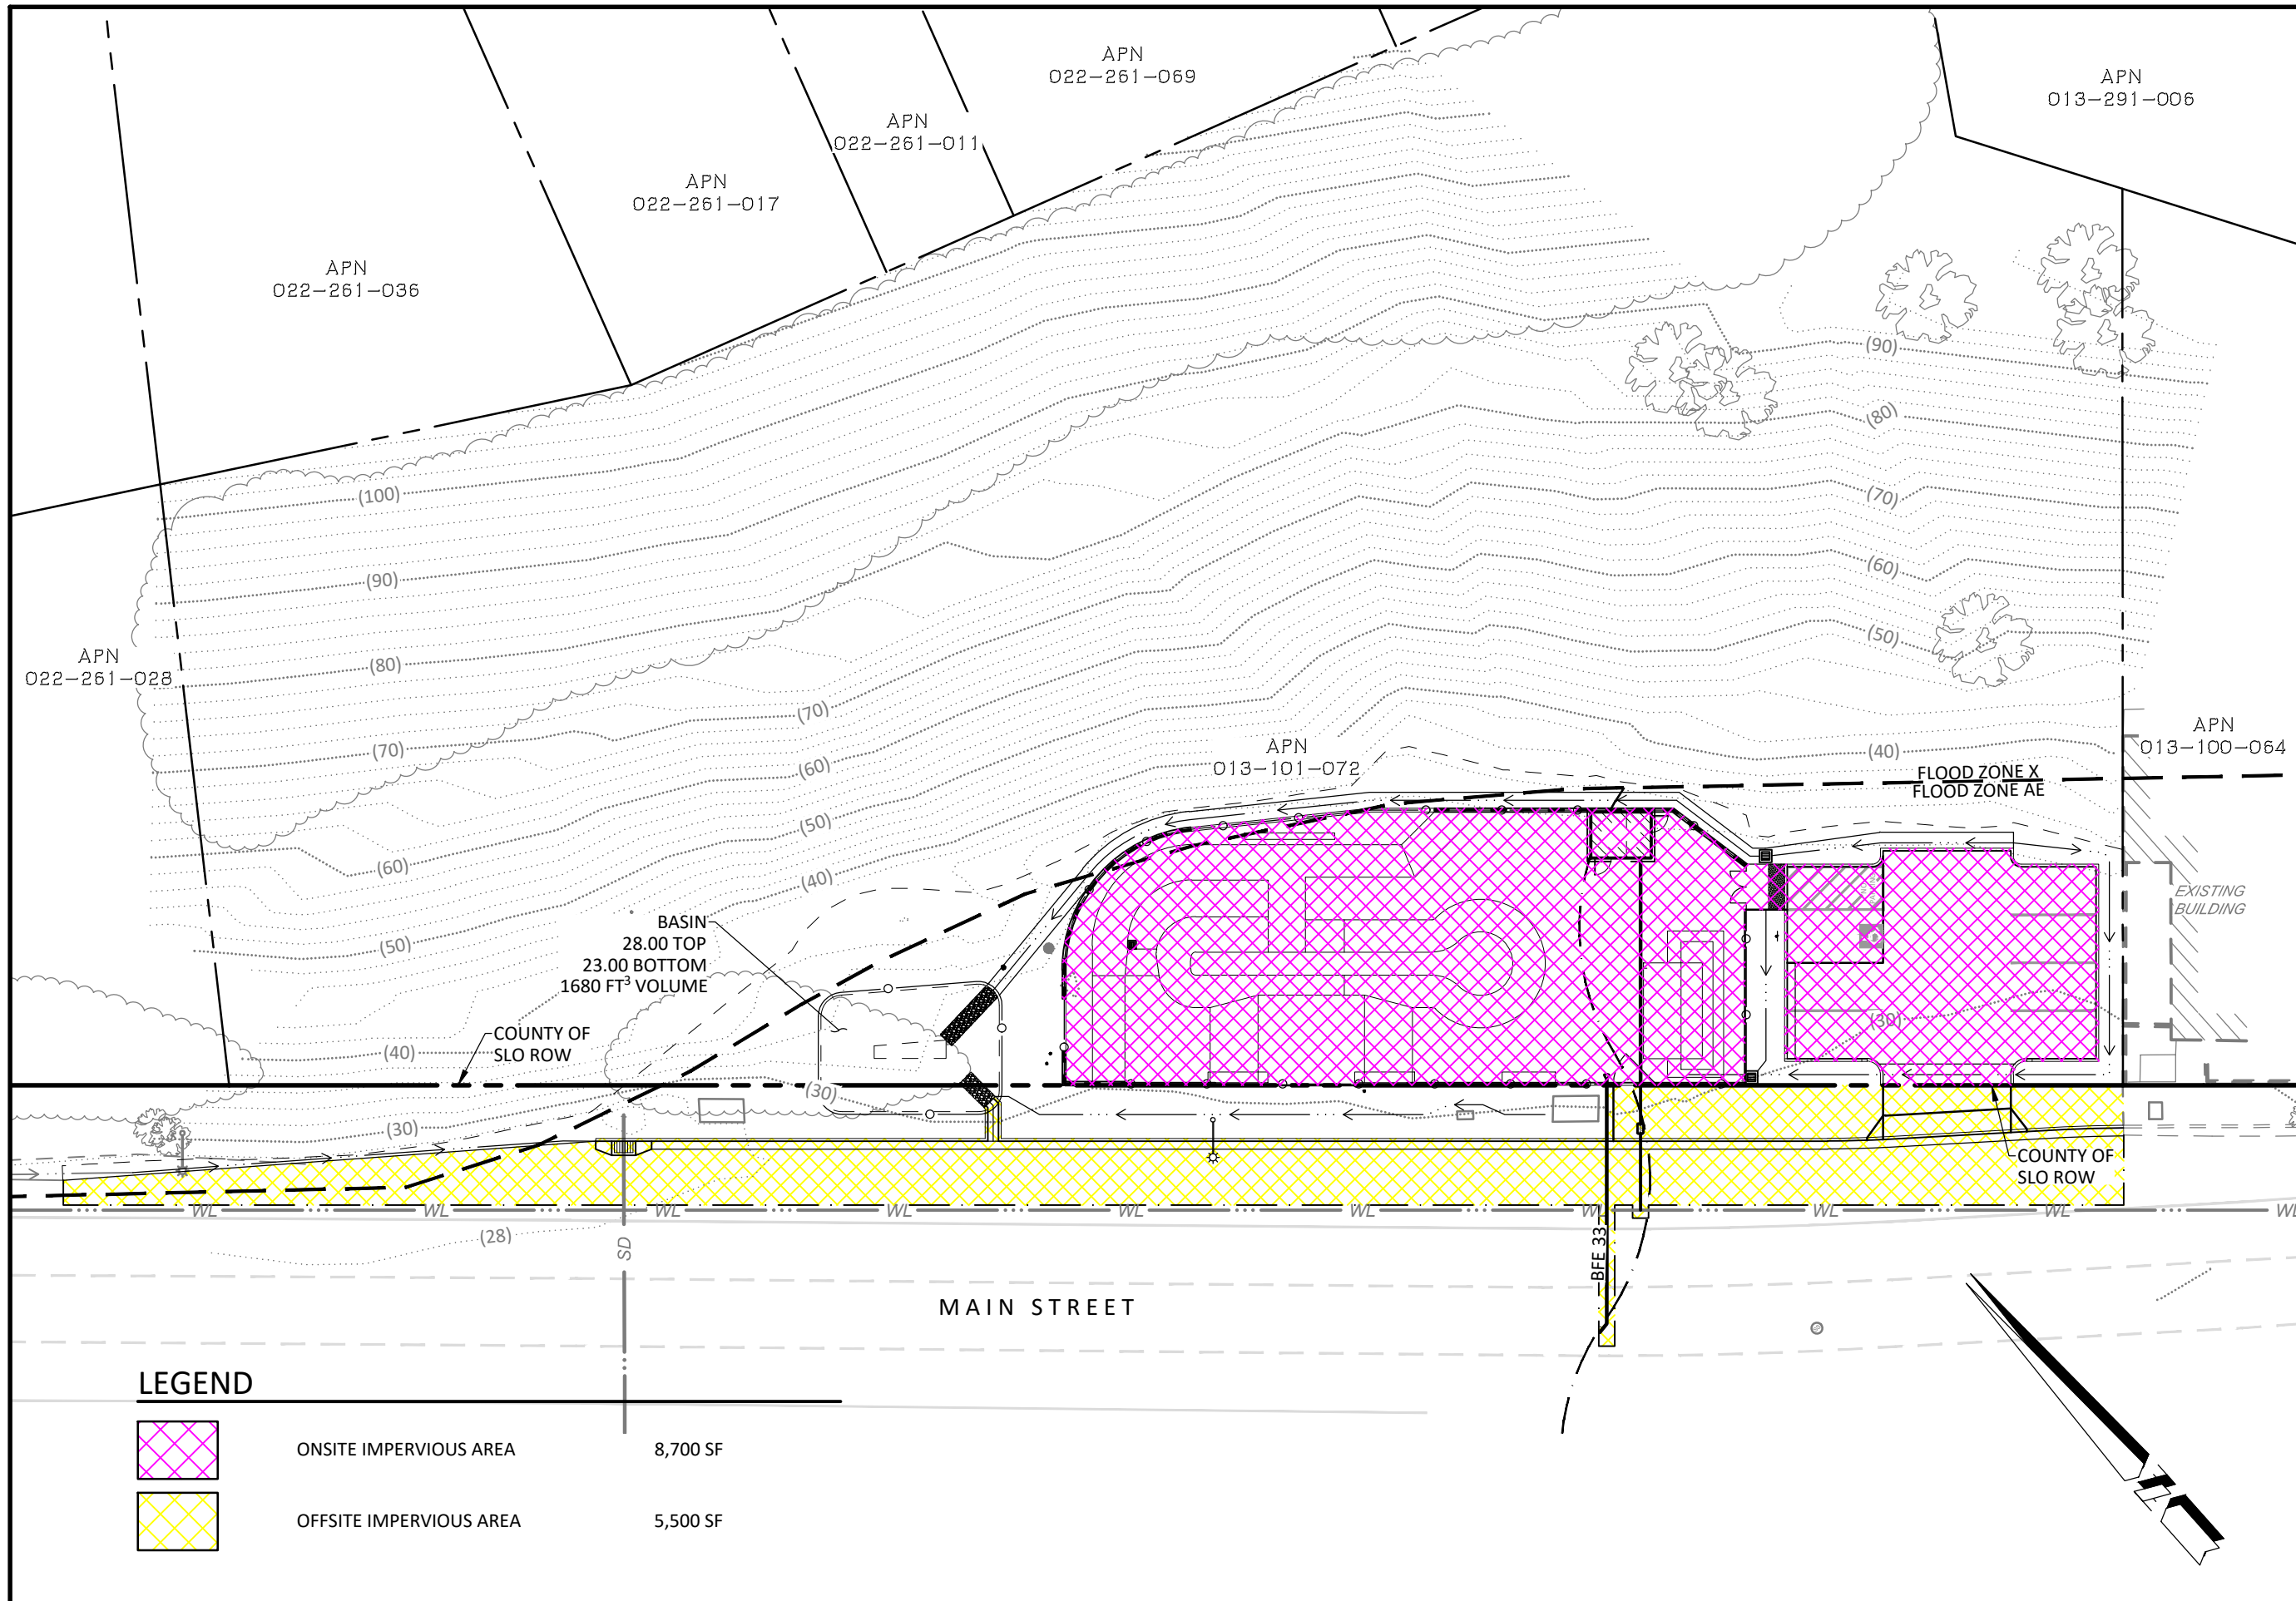 APN
022-261-069
APN
013-291-006
APN
022-261-011
APN
022-261-017
APN
022-261-036
(90)
(80)
(100)
(70)
(90)
(60)
(50)
APN
022-261-028
(80)
(70)
(70)
APN
013-101-072
(60)
(40)
APN
013-100-064
FLOOD ZONE X
FLOOD ZONE AE
(50)
(60)
(40)
EXISTING
BUILDING
BASIN
28.00 TOP
23.00 BOTTOM
1680 FT³ VOLUME
(50)
(30)
COUNTY OF
SLO ROW
(40)
(30)
(30)
COUNTY OF
SLO ROW
WL
WL
WL
WL
WL
WL
WL
WL
WL
WL
(28)
SD
BFE 33
MAIN STREET
LEGEND
ONSITE IMPERVIOUS AREA 8,700 SF
OFFSITE IMPERVIOUS AREA 5,500 SF